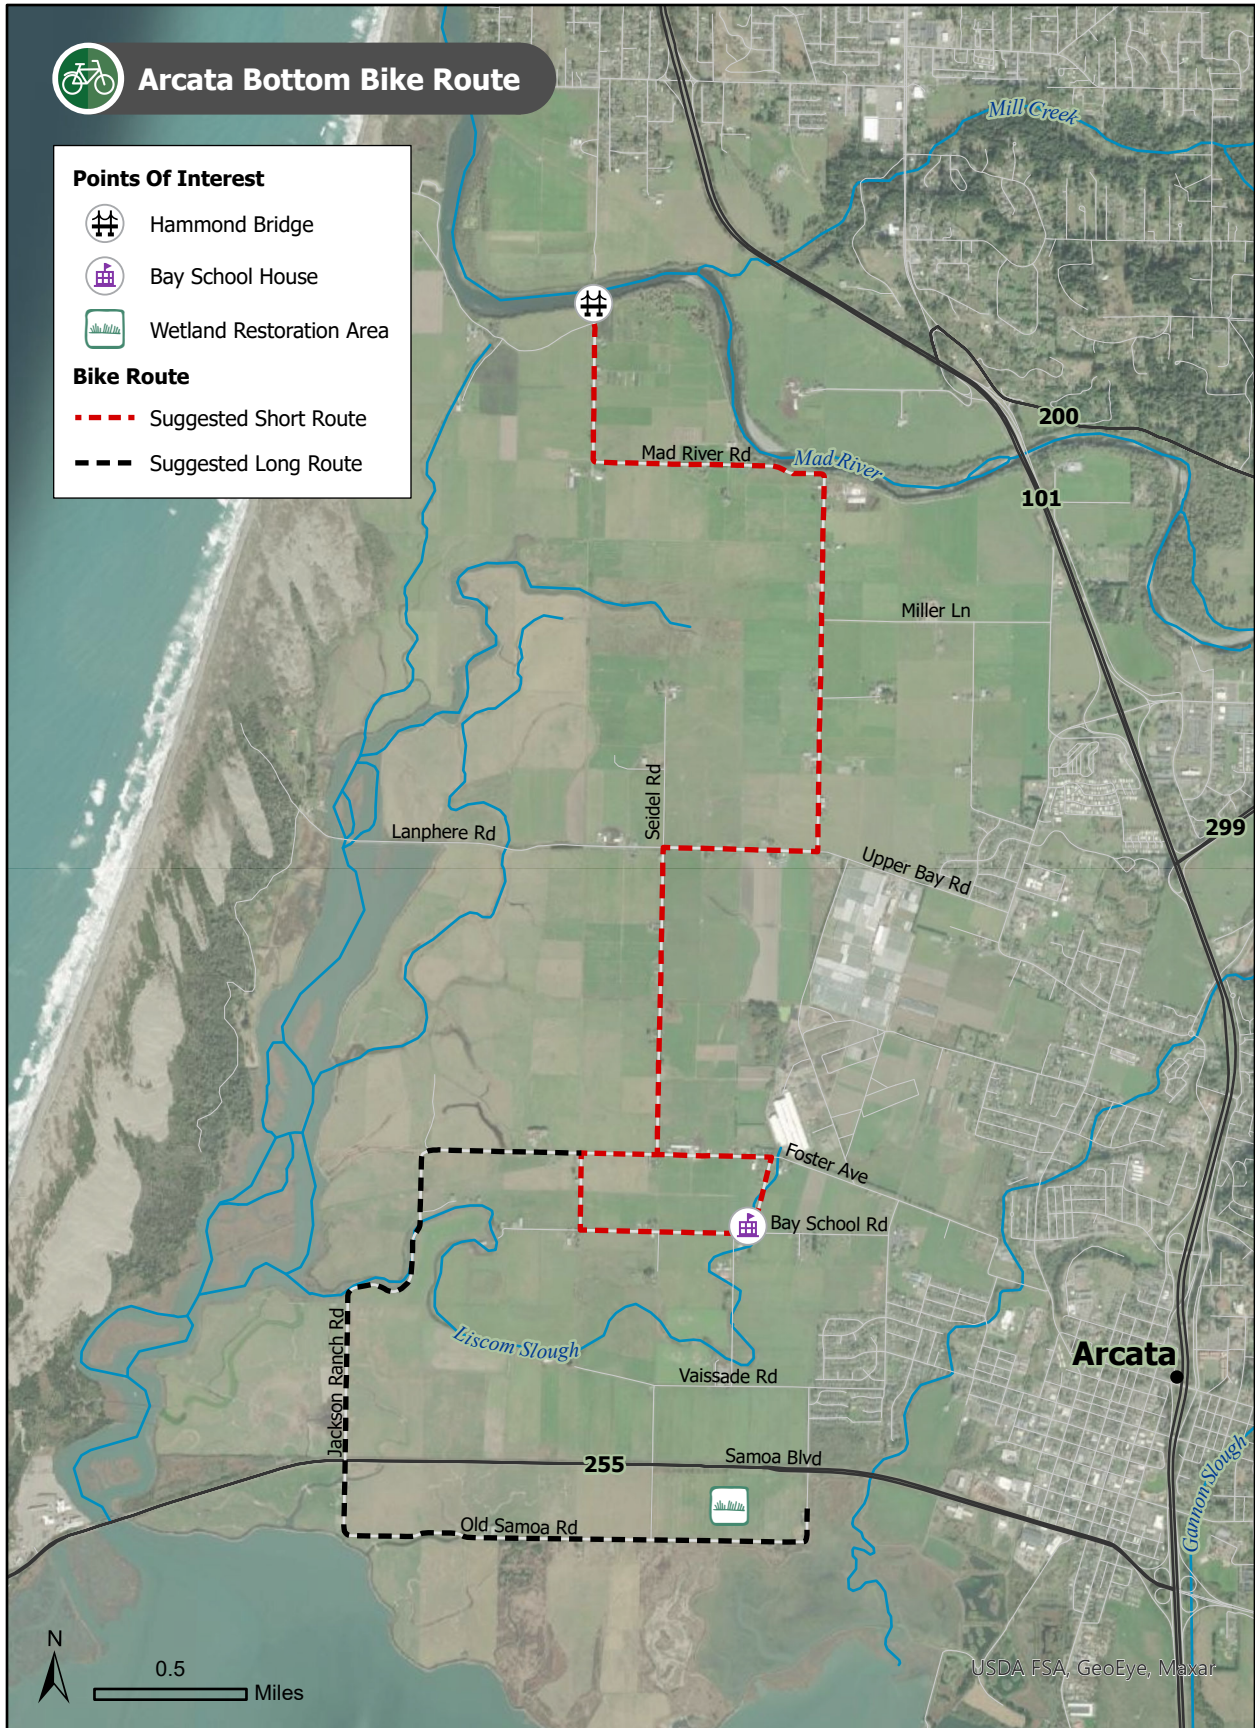 Arcata Bottom Bike Route
Points Of Interest
Hammond Bridge
Bay School House
Wetland Restoration Area
Bike Route
Suggested Short Route
Suggested Long Route
Mill Creek
200
Mad River Rd
Mad River
101
Miller Ln
Seidel Rd
Lanphere Rd
299
Upper Bay Rd
Foster Ave
Bay School Rd
Jackson Ranch Rd
Liscom Slough
Arcata
Vaissade Rd
Samoa Blvd
255
Gannon Slough
Old Samoa Rd
N
0.5
Miles
USDA FSA, GeoEye, Maxar